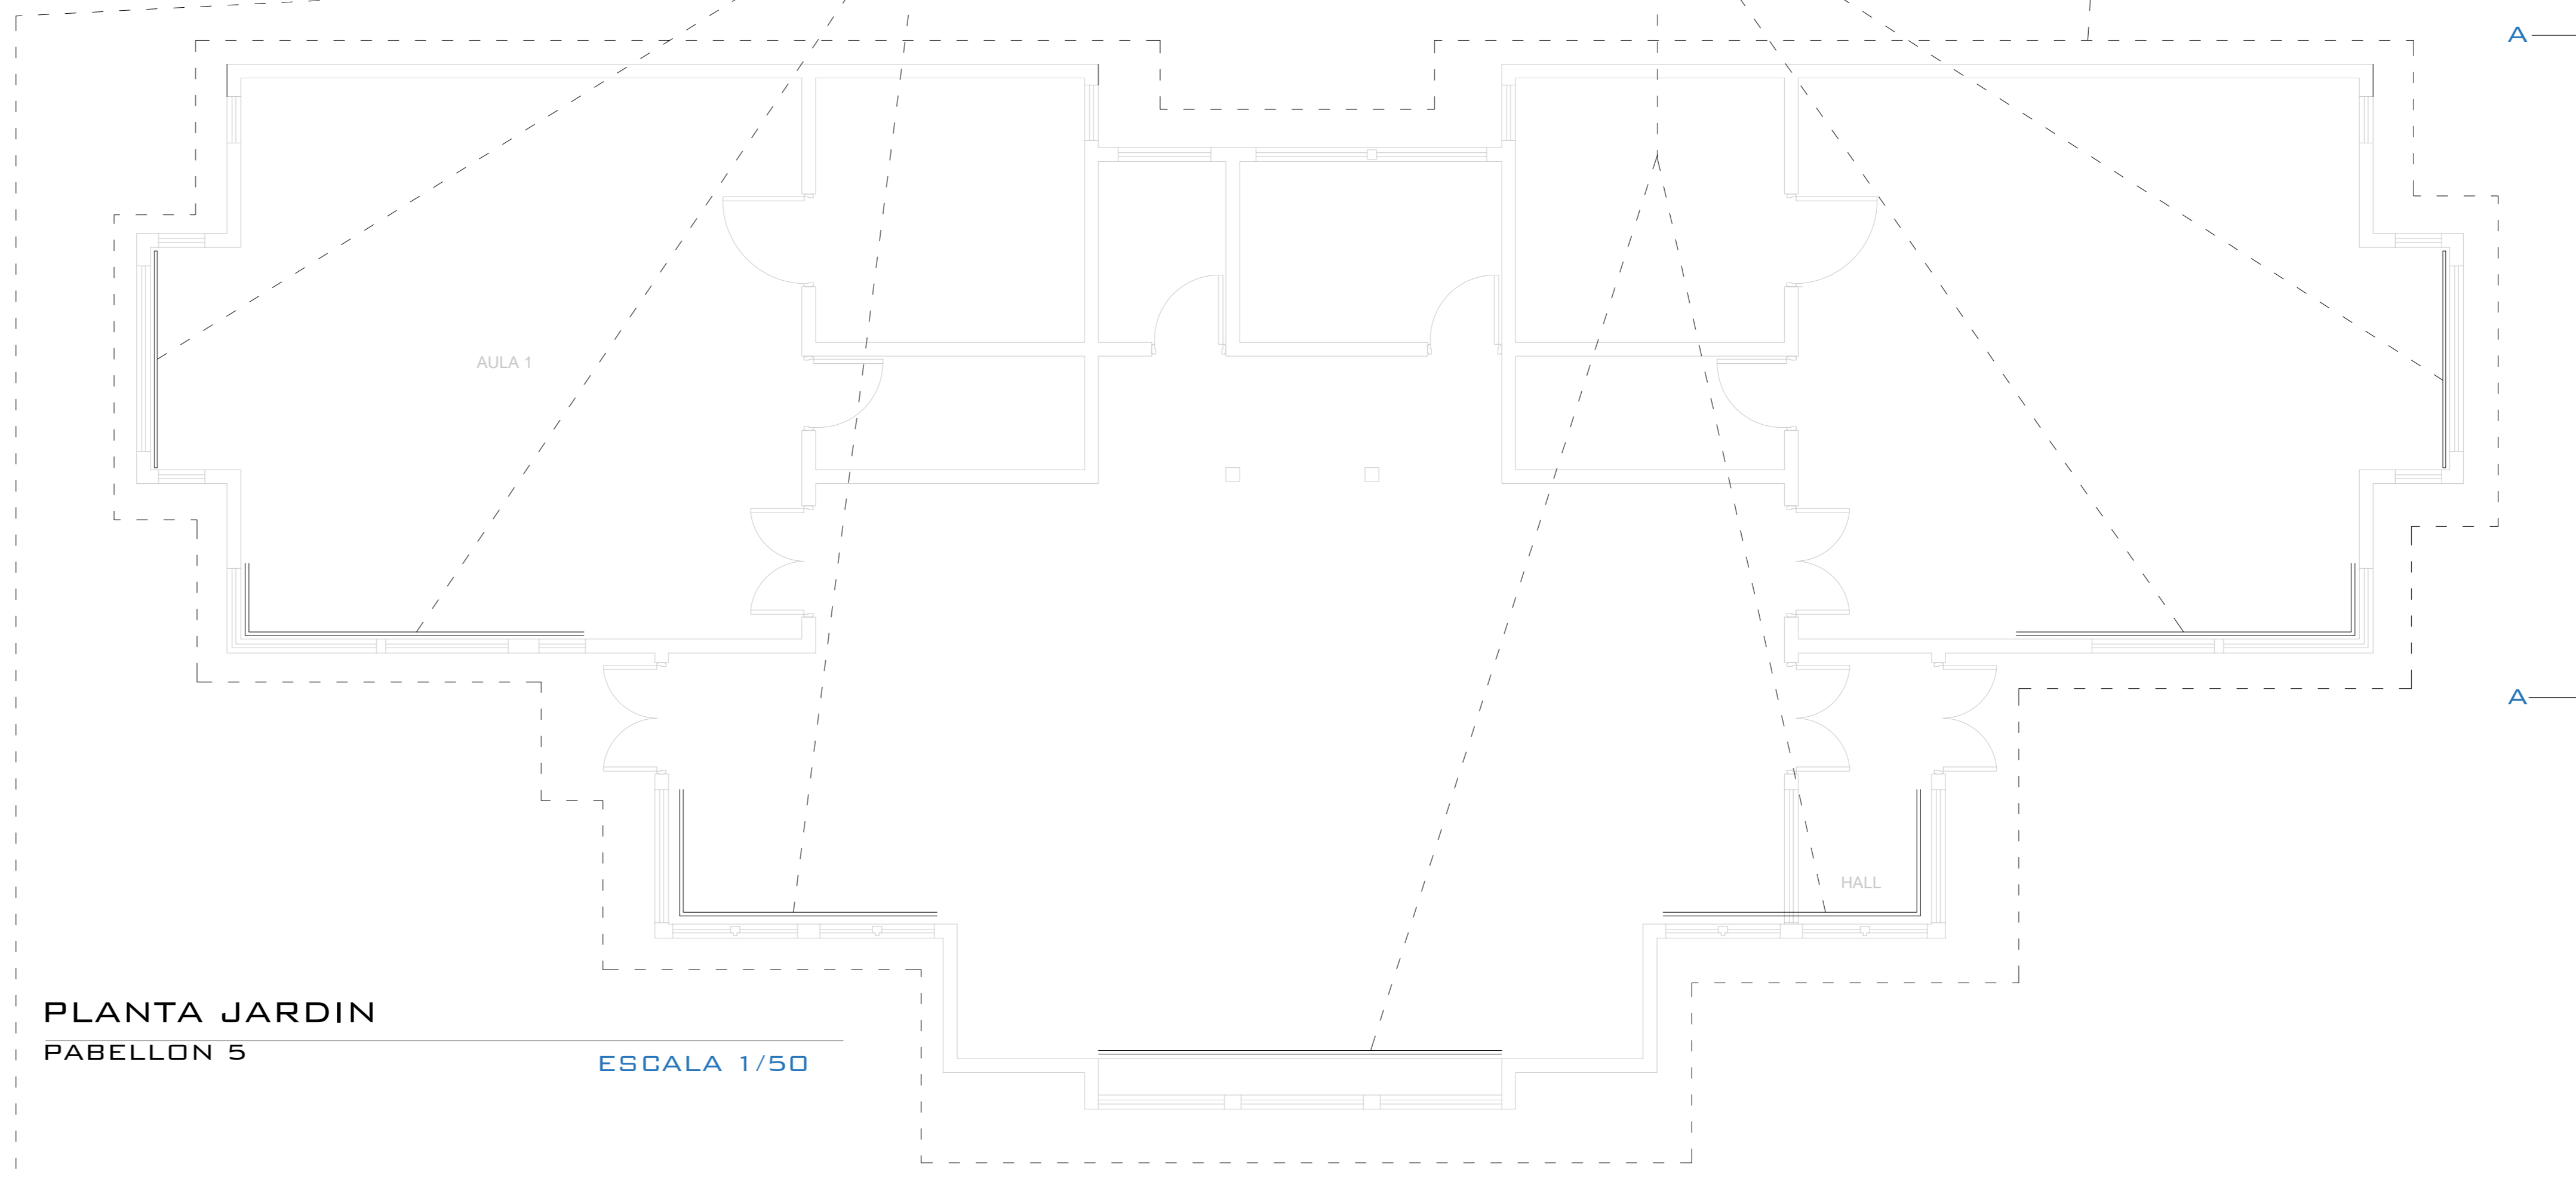 A
AULA 1
A
HALL
PLANTA JARDIN
PABELLON 5
ESCALA 1/50